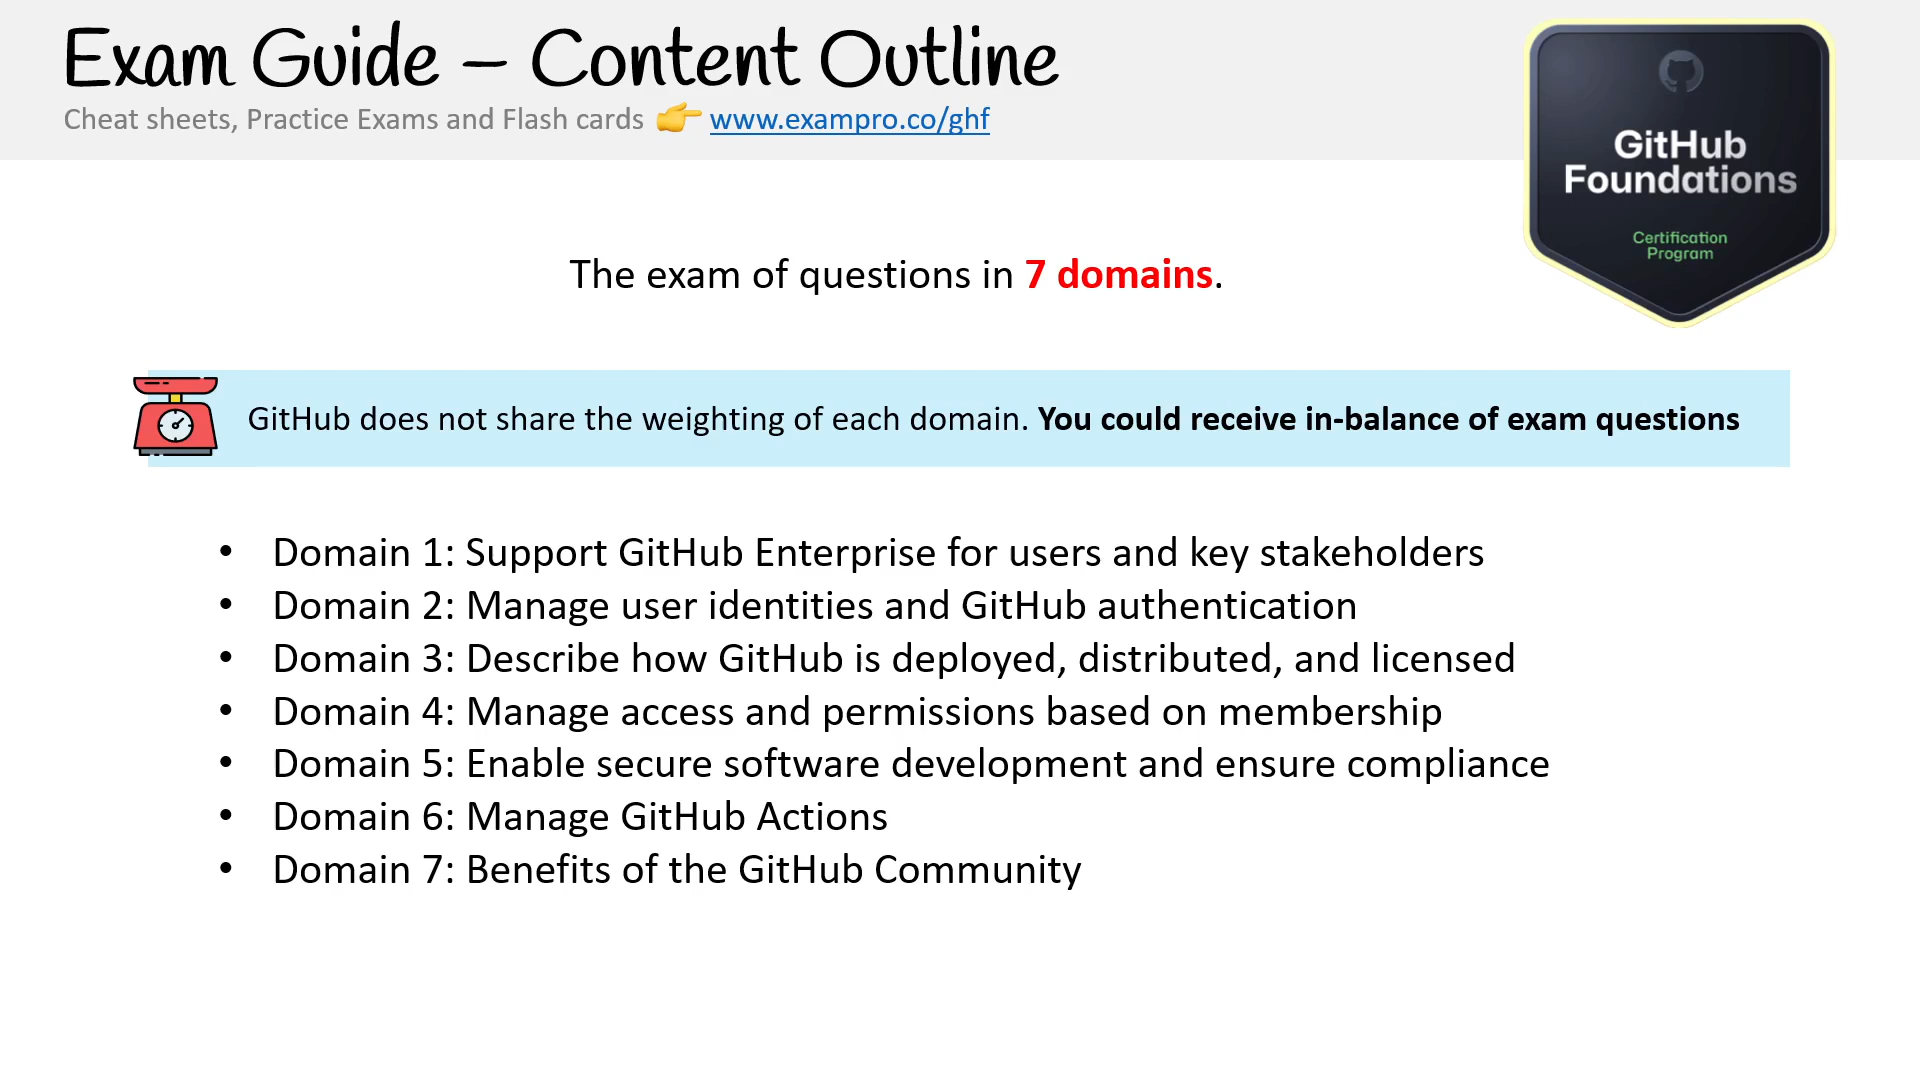 Exam Guide – Content Outline
Cheat sheets, Practice Exams and Flash cards 👉 www.exampro.co/ghf
GitHub
Foundations
Certification
Program
The exam of questions in 7 domains.
GitHub does not share the weighting of each domain. You could receive in-balance of exam questions
• Domain 1: Support GitHub Enterprise for users and key stakeholders
• Domain 2: Manage user identities and GitHub authentication
• Domain 3: Describe how GitHub is deployed, distributed, and licensed
• Domain 4: Manage access and permissions based on membership
• Domain 5: Enable secure software development and ensure compliance
• Domain 6: Manage GitHub Actions
• Domain 7: Benefits of the GitHub Community